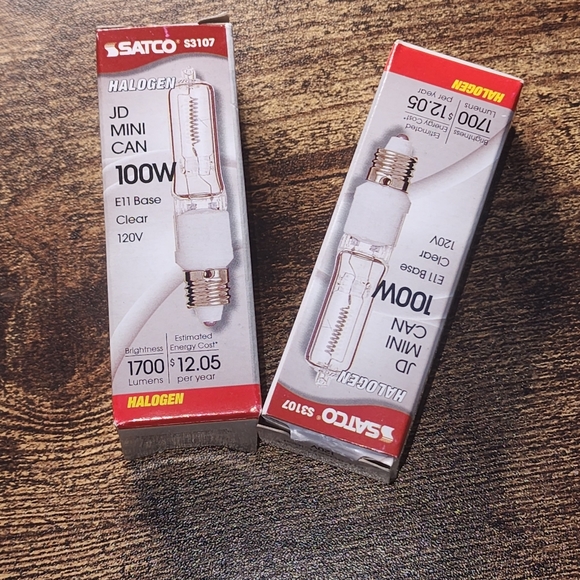 SATCO® S3107
HALOGEN
JD
MINI
CAN
100W
E11 Base
Clear
120V
Brightness
1700
Lumens
Estimated
Energy Cost*
$12.05
per year
HALOGEN
SATCO® S3107
HALOGEN
JD
MINI
CAN
100W
E11 Base
Clear
120V
Brightness
1700
Lumens
Estimated
Energy Cost*
$12.05
per year
HALOGEN